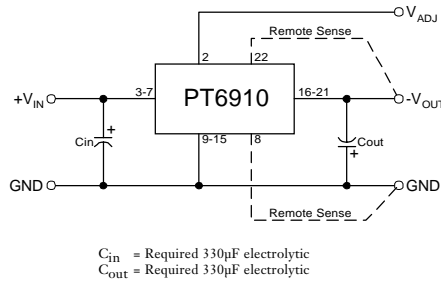 V_ADJ
Remote Sense
2
22
+V_IN
3-7
PT6910
16-21
-V_OUT
Cin
+
9-15
8
Cout
+
GND
GND
Remote Sense
C_in = Required 330µF electrolytic
C_out = Required 330µF electrolytic